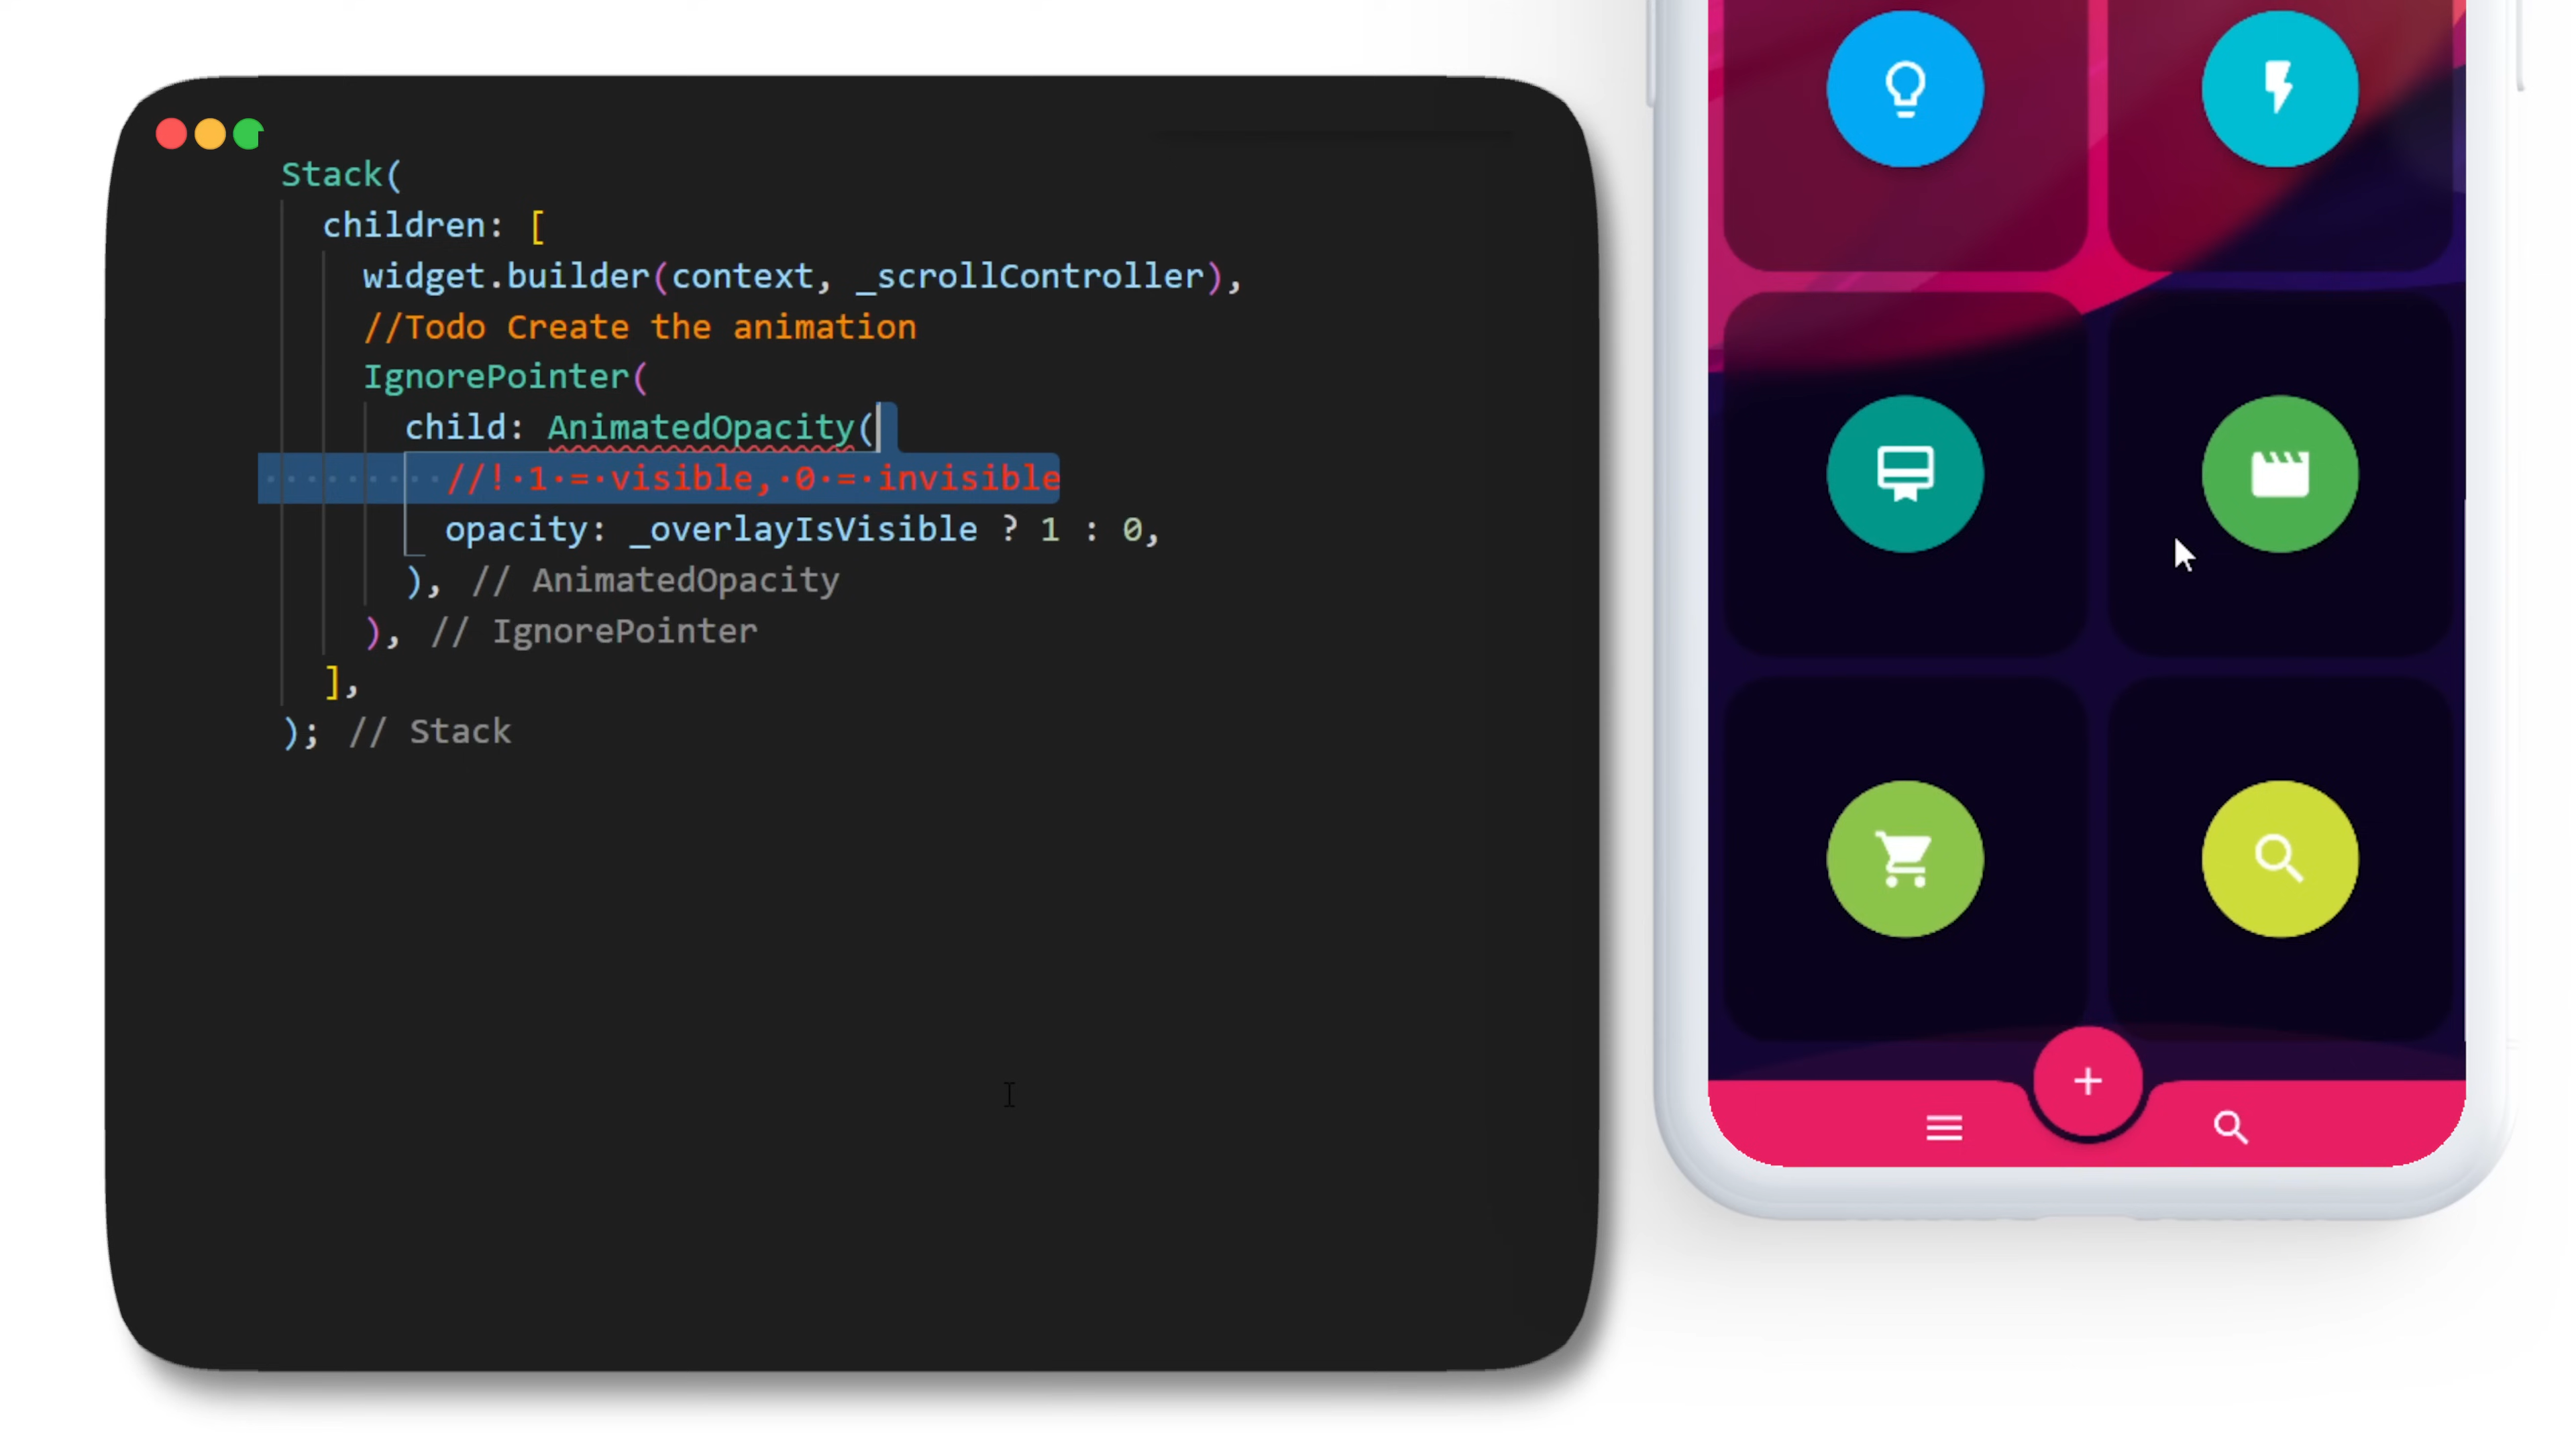 Stack(
children: [
widget.builder(context, _scrollController),
//Todo Create the animation
IgnorePointer(
child: AnimatedOpacity(
//!·1·=·visible,·0·=·invisible
opacity: _overlayIsVisible ? 1 : 0,
), // AnimatedOpacity
), // IgnorePointer
],
); // Stack